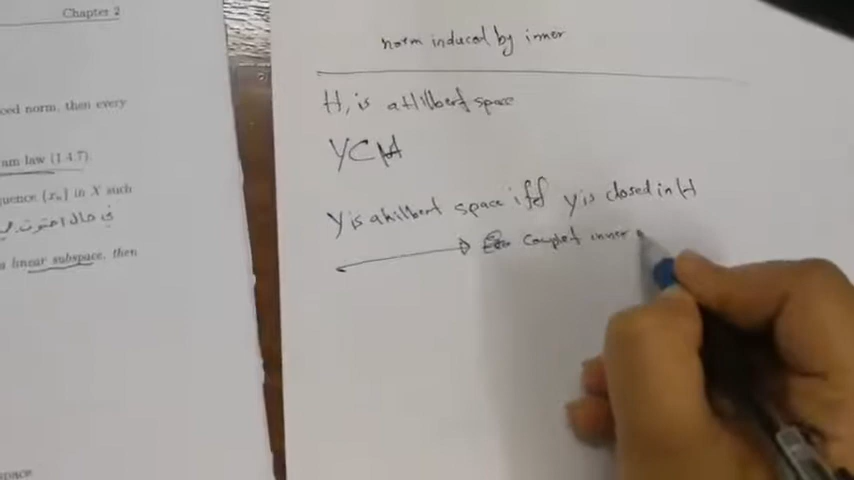 Chapter 2
ced norm, then every
am law (1.4.7).
quence {xn} in X such
a linear subspace, then
space
norm induced by inner
H, is a Hilbert space
Y ⊂ H
Y is a hilbert space iff Y is closed in H
complet inner